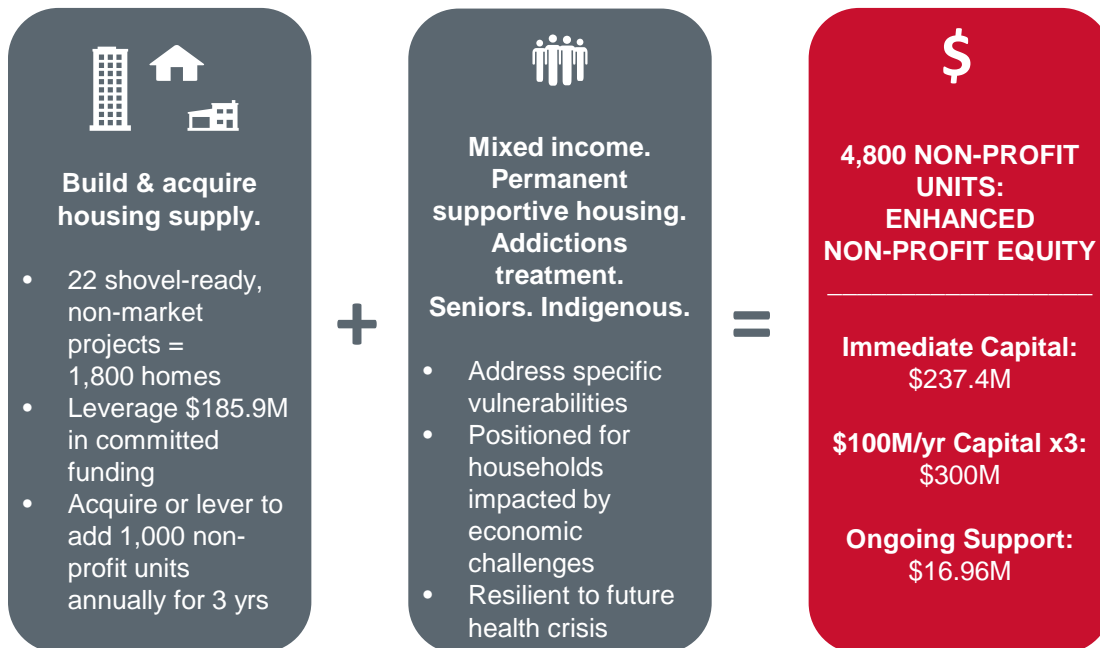 Build & acquire
housing supply.
• 22 shovel-ready,
non-market
projects =
1,800 homes
• Leverage $185.9M
in committed
funding
• Acquire or lever to
add 1,000 non-
profit units
annually for 3 yrs
+
Mixed income.
Permanent
supportive housing.
Addictions
treatment.
Seniors. Indigenous.
• Address specific
vulnerabilities
• Positioned for
households
impacted by
economic
challenges
• Resilient to future
health crisis
=
$
4,800 NON-PROFIT
UNITS:
ENHANCED
NON-PROFIT EQUITY
Immediate Capital:
$237.4M
$100M/yr Capital x3:
$300M
Ongoing Support:
$16.96M